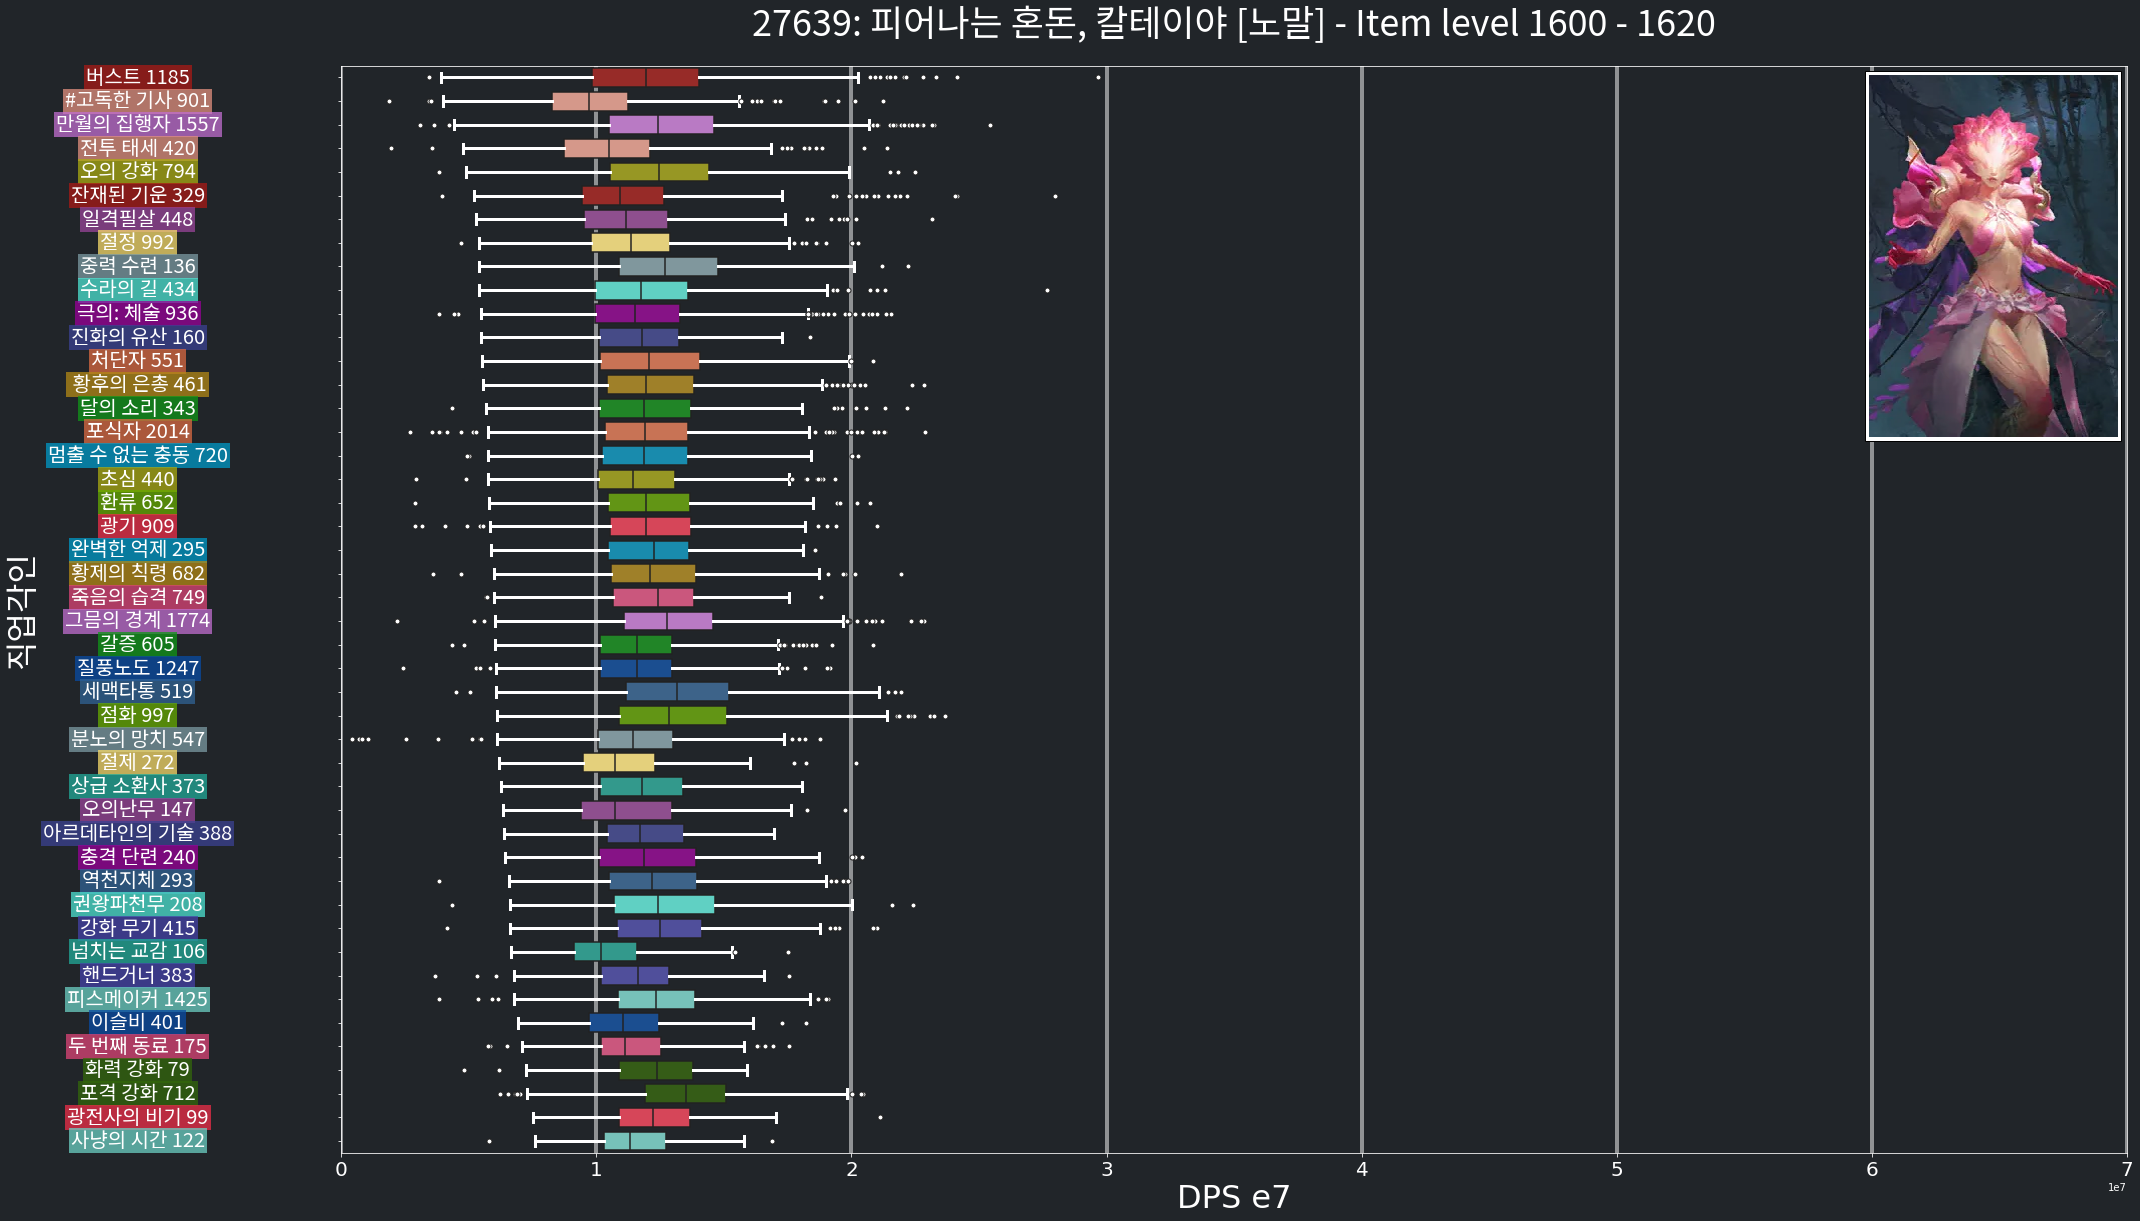 27639: 피어나는 혼돈, 칼테이야 [노말] - Item level 1600 - 1620
직업각인
버스트 1185
#고독한 기사 901
만월의 집행자 1557
전투 태세 420
오의 강화 794
잔재된 기운 329
일격필살 448
절정 992
중력 수련 136
수라의 길 434
극의: 체술 936
진화의 유산 160
처단자 551
황후의 은총 461
달의 소리 343
포식자 2014
멈출 수 없는 충동 720
초심 440
환류 652
광기 909
완벽한 억제 295
황제의 칙령 682
죽음의 습격 749
그믐의 경계 1774
갈증 605
질풍노도 1247
세맥타통 519
점화 997
분노의 망치 547
절제 272
상급 소환사 373
오의난무 147
아르데타인의 기술 388
충격 단련 240
역천지체 293
권왕파천무 208
강화 무기 415
넘치는 교감 106
핸드거너 383
피스메이커 1425
이슬비 401
두 번째 동료 175
화력 강화 79
포격 강화 712
광전사의 비기 99
사냥의 시간 122
0 1 2 3 4 5 6 7
1e7
DPS e7